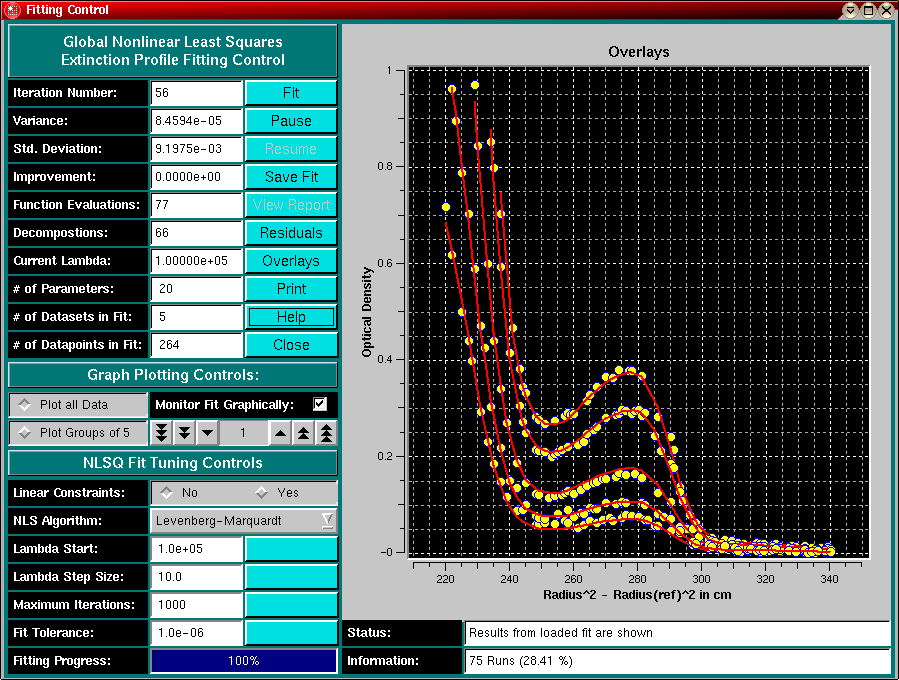 Fitting Control
Global Nonlinear Least Squares
Extinction Profile Fitting Control
Iteration Number: 56 Fit
Variance: 8.4594e-05 Pause
Std. Deviation: 9.1975e-03 Resume
Improvement: 0.0000e+00 Save Fit
Function Evaluations: 77 View Report
Decompostions: 66 Residuals
Current Lambda: 1.00000e+05 Overlays
# of Parameters: 20 Print
# of Datasets in Fit: 5 Help
# of Datapoints in Fit: 264 Close
Graph Plotting Controls:
Plot all Data Monitor Fit Graphically:
Plot Groups of 5 1
NLSQ Fit Tuning Controls
Linear Constraints: No Yes
NLS Algorithm: Levenberg-Marquardt
Lambda Start: 1.0e+05
Lambda Step Size: 10.0
Maximum Iterations: 1000
Fit Tolerance: 1.0e-06
Fitting Progress: 100%
Overlays
Optical Density
1
0.8
0.6
0.4
0.2
-0
220 240 260 280 300 320 340
Radius^2 - Radius(ref)^2 in cm
Status: Results from loaded fit are shown
Information: 75 Runs (28.41 %)